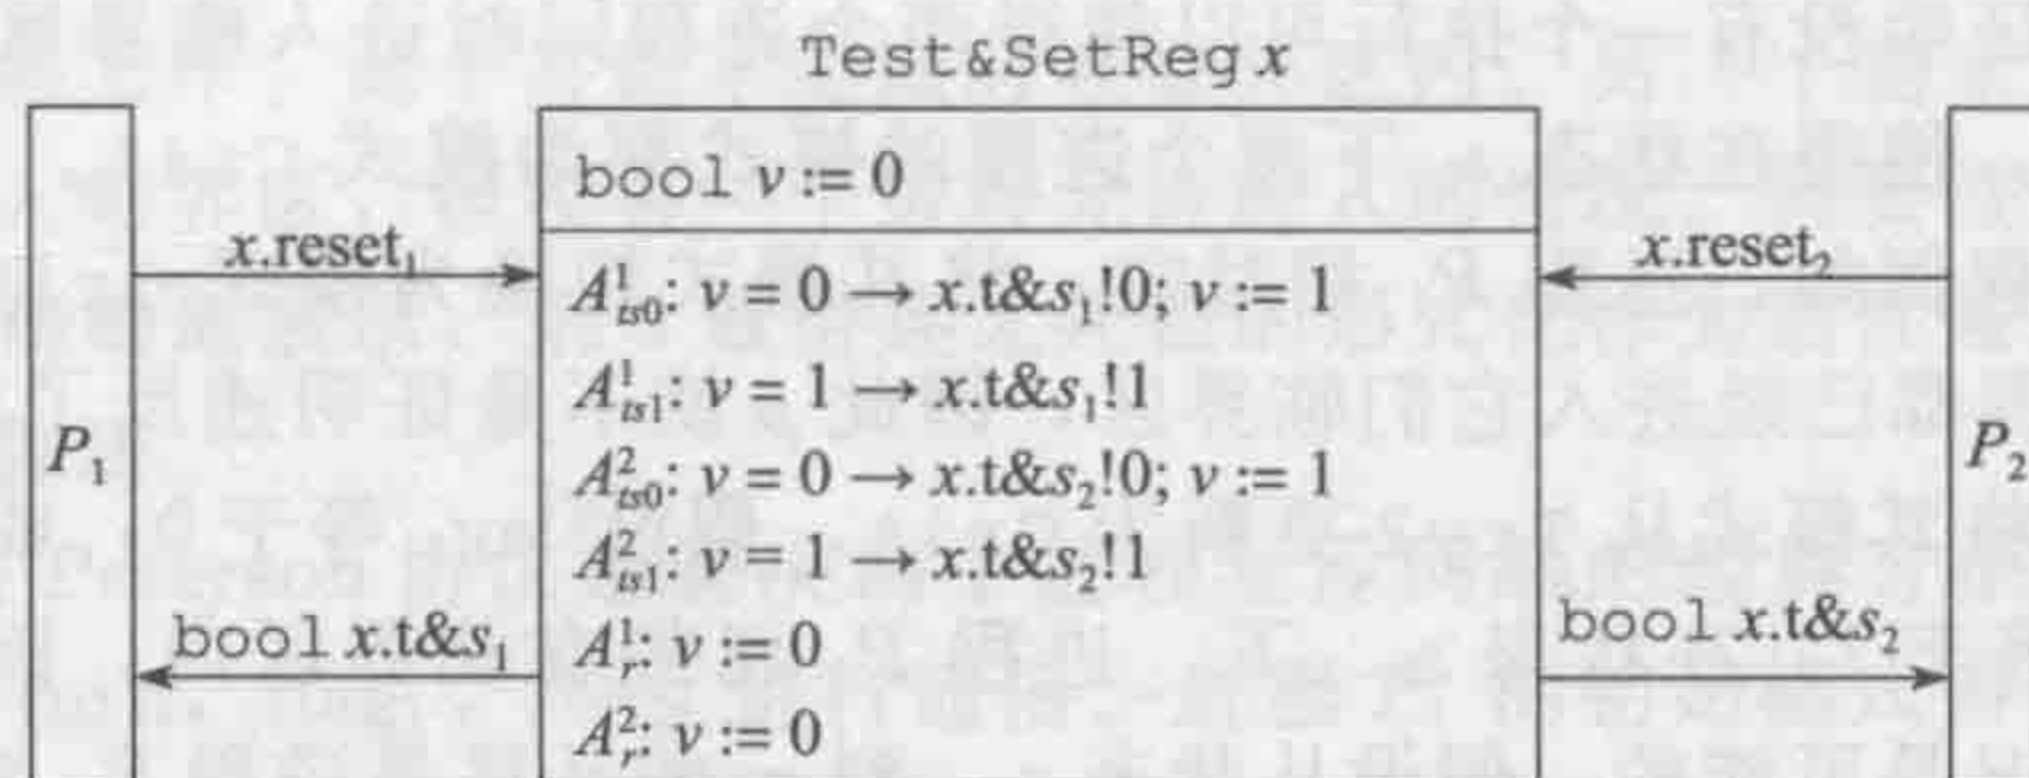 Test&SetReg x
bool v := 0
x.reset₁
x.reset₂
A¹ₜₛ₀: v = 0 → x.t&s₁!0; v := 1
A¹ₜₛ₁: v = 1 → x.t&s₁!1
A²ₜₛ₀: v = 0 → x.t&s₂!0; v := 1
A²ₜₛ₁: v = 1 → x.t&s₂!1
P₁
P₂
bool x.t&s₁
A¹ᵣ: v := 0
bool x.t&s₂
A²ᵣ: v := 0